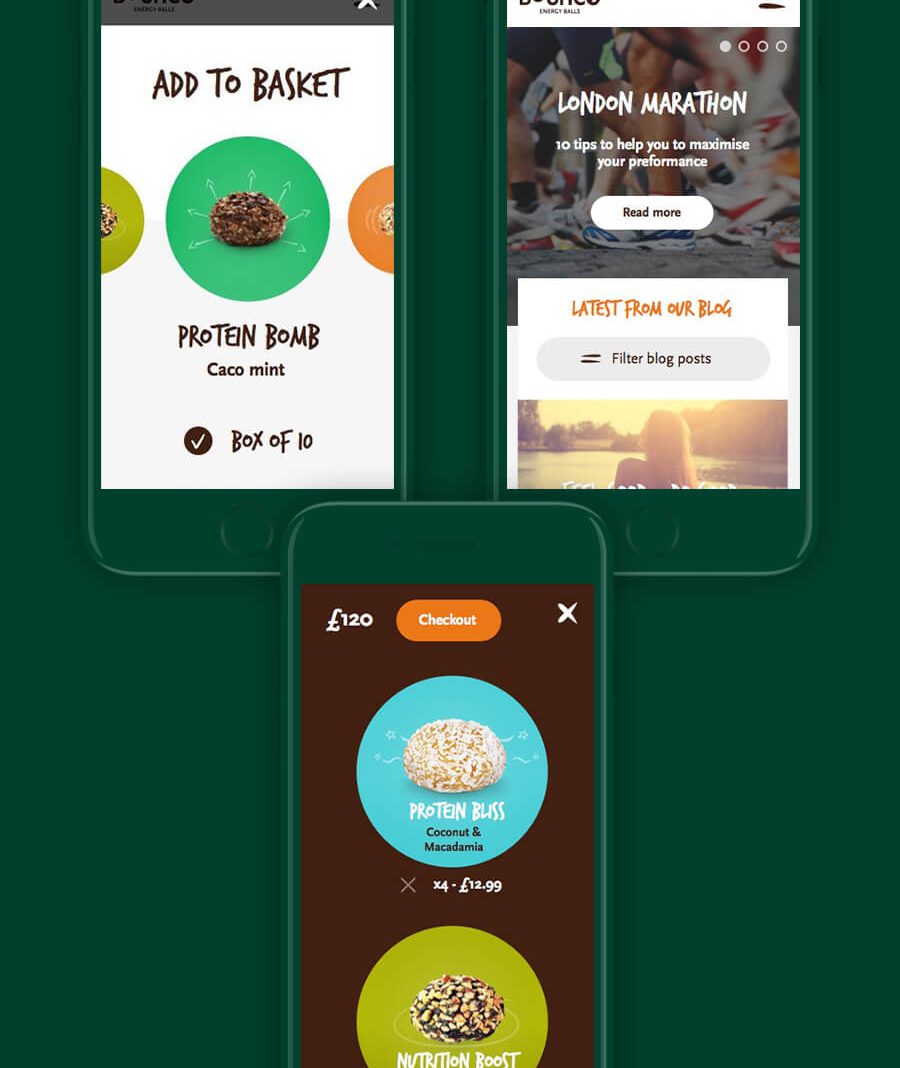 ENERGY BALLS
ADD TO BASKET
PROTEIN BOMB
Caco mint
BOX OF 10
ENERGY BALLS
LONDON MARATHON
10 tips to help you to maximise
your preformance
Read more
LATEST FROM OUR BLOG
Filter blog posts
£120
Checkout
PROTEIN BLISS
Coconut &
Macadamia
x4 - £12.99
NUTRITION BOOST